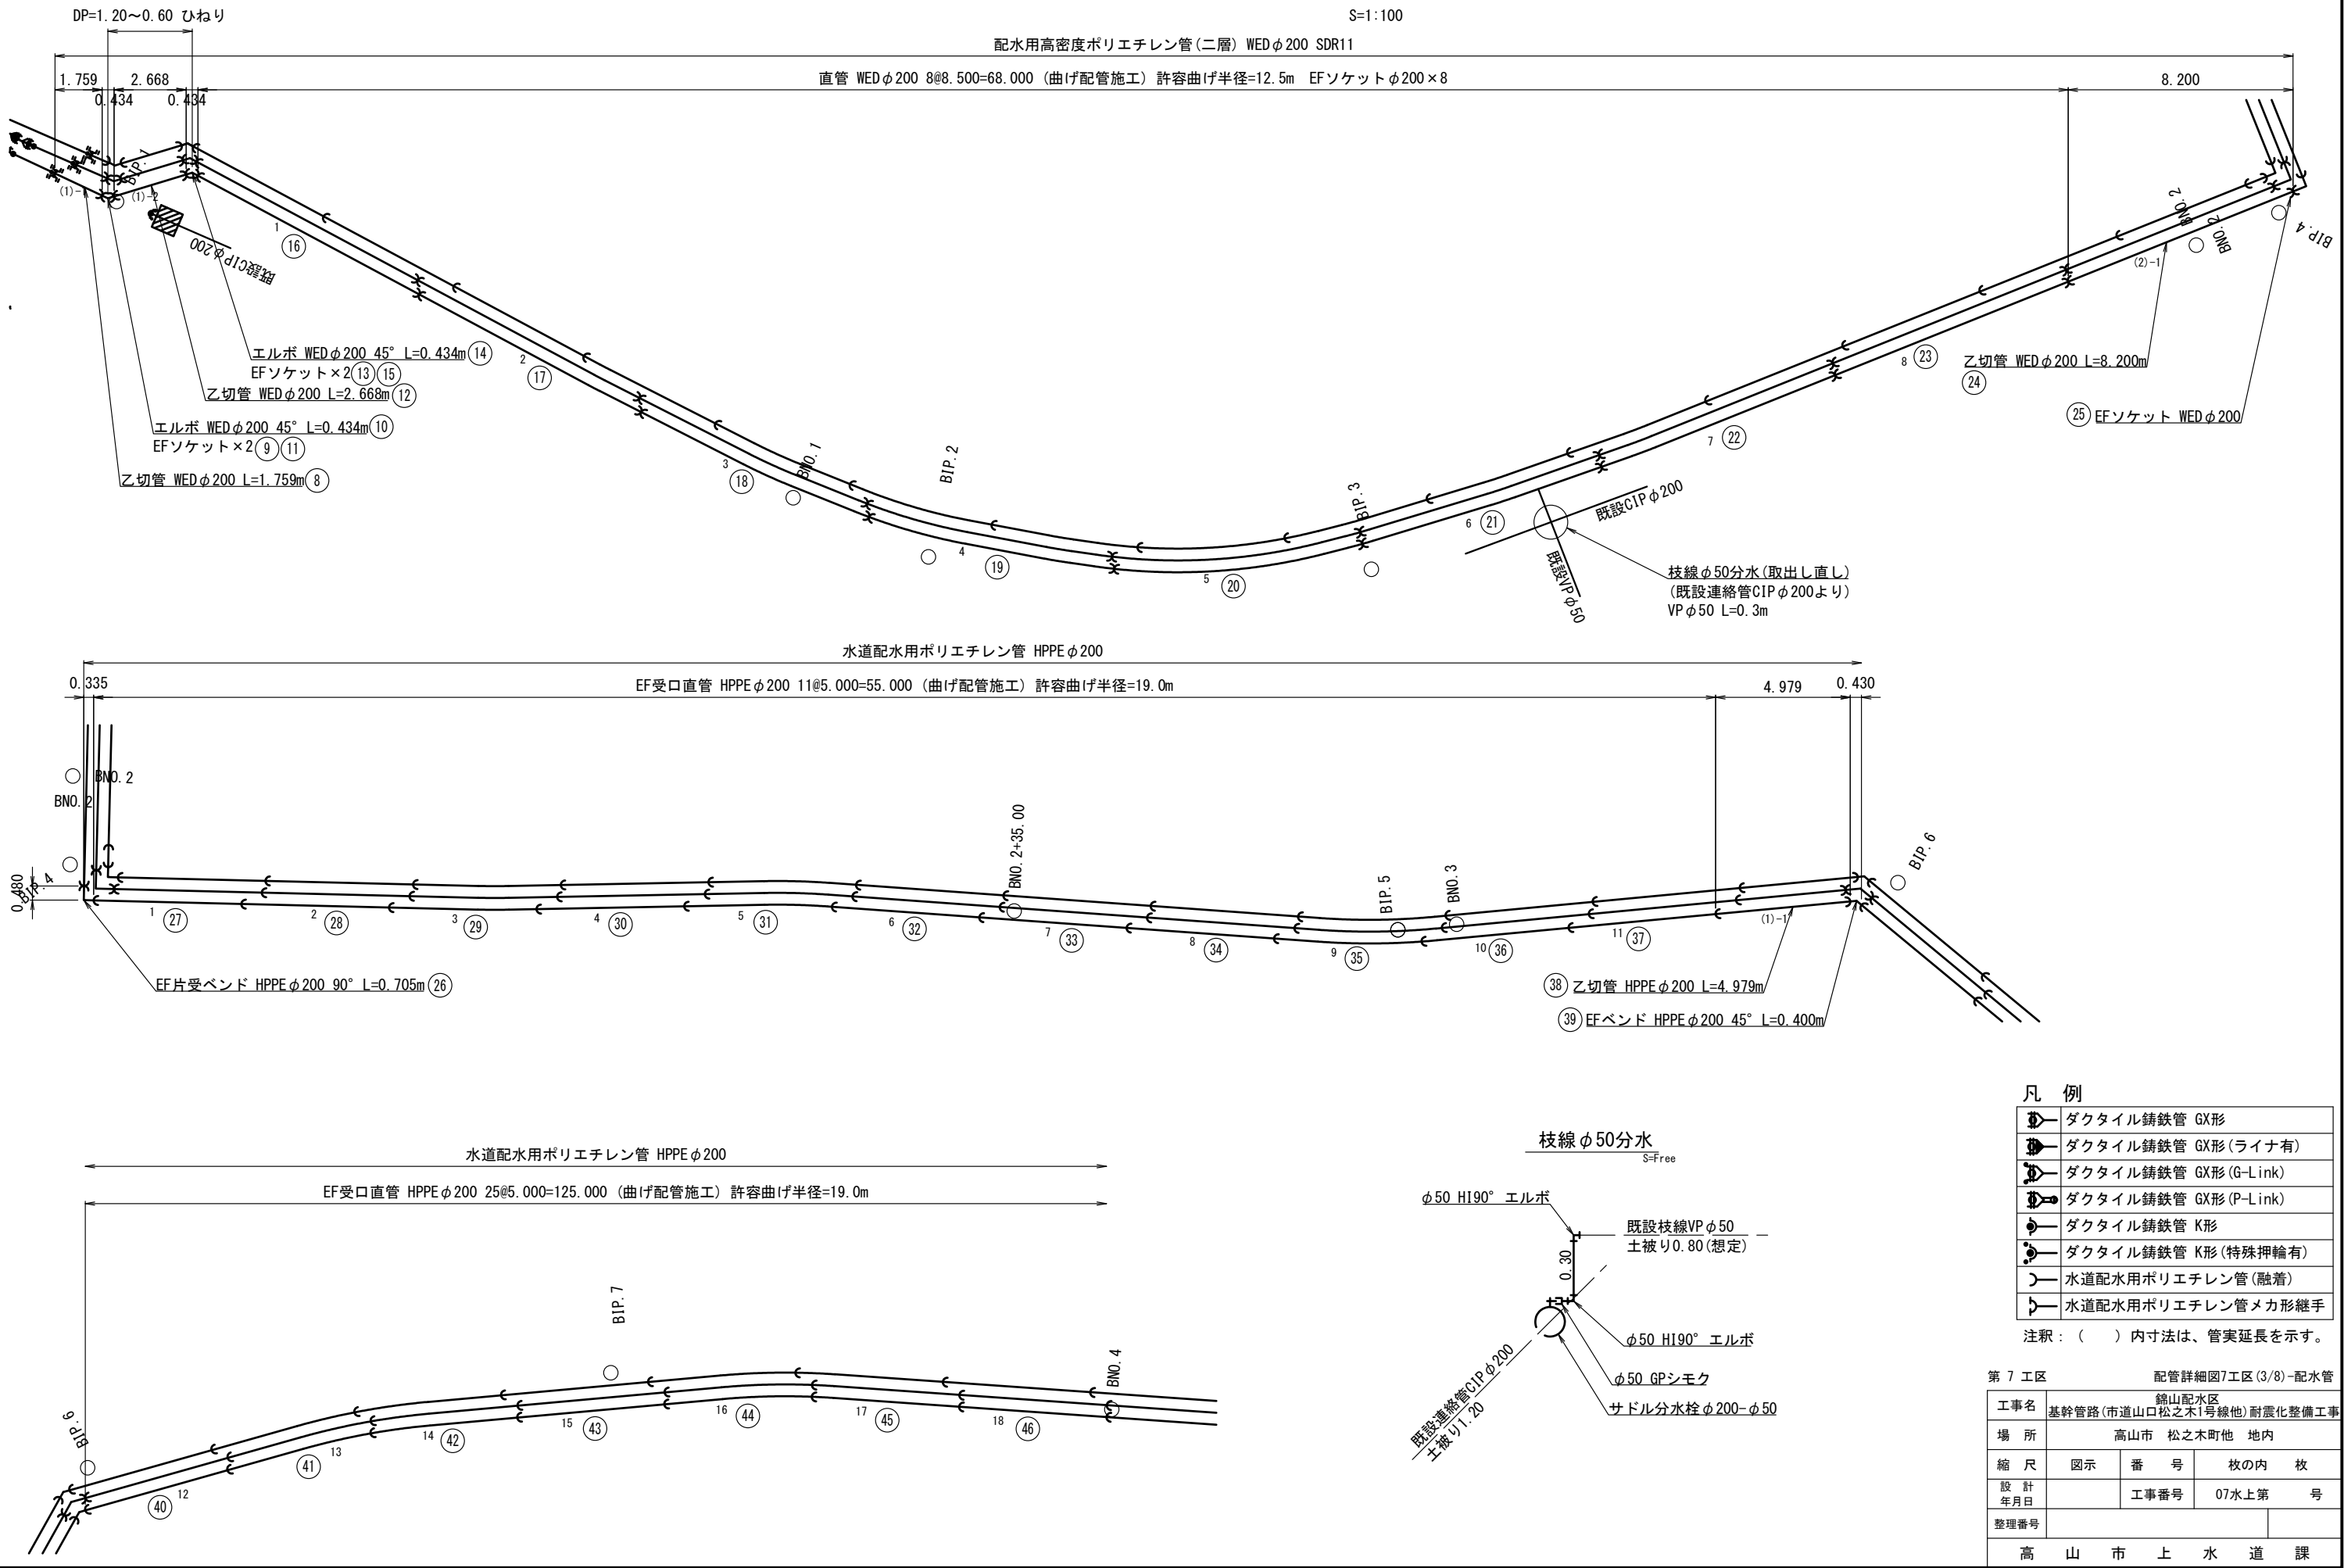 DP=1.20～0.60 ひねり
S=1:100
配水用高密度ポリエチレン管(二層) WEDφ200 SDR11
直管 WEDφ200 8@8.500=68.000 (曲げ配管施工) 許容曲げ半径=12.5m EFソケットφ200×8
1.759
2.668
8.200
0.434
0.434
BIP.1
(1)-
(1)-2
既設CIPφ200
1
16
2
17
3
18
BNO.1
BIP.2
4
19
5
20
BIP.3
6
21
7
22
8
23
(2)-1
BNO.2
BNO.2
BIP.4
エルボ WEDφ200 45° L=0.434m 14
EFソケット×2 13 15
乙切管 WEDφ200 L=2.668m 12
エルボ WEDφ200 45° L=0.434m 10
EFソケット×2 9 11
乙切管 WEDφ200 L=1.759m 8
乙切管 WEDφ200 L=8.200m
24
25 EFソケット WEDφ200
既設CIPφ200
既設VPφ50
枝線φ50分水(取出し直し)
(既設連絡管CIPφ200より)
VPφ50 L=0.3m
水道配水用ポリエチレン管 HPPEφ200
0.335
EF受口直管 HPPEφ200 11@5.000=55.000 (曲げ配管施工) 許容曲げ半径=19.0m
4.979
0.430
BNO.2
BNO.2
0.480
BIP.4
1
27
2
28
3
29
4
30
5
31
6
32
BNO.2+35.00
7
33
8
34
9
35
BIP.5
BNO.3
10
36
11
37
(1)-1
BIP.6
EF片受ベンド HPPEφ200 90° L=0.705m 26
38 乙切管 HPPEφ200 L=4.979m
39 EFベンド HPPEφ200 45° L=0.400m
水道配水用ポリエチレン管 HPPEφ200
EF受口直管 HPPEφ200 25@5.000=125.000 (曲げ配管施工) 許容曲げ半径=19.0m
BIP.6
40
12
41
13
14
42
15
43
BIP.7
16
44
17
45
18
46
BNO.4
枝線φ50分水
S=Free
φ50 HI90° エルボ
既設枝線VPφ50
土被り0.80(想定)
0.30
φ50 HI90° エルボ
φ50 GPシモク
サドル分水栓φ200-φ50
既設連絡管CIPφ200
土被り1.20
凡 例
ダクタイル鋳鉄管 GX形
ダクタイル鋳鉄管 GX形(ライナ有)
ダクタイル鋳鉄管 GX形(G-Link)
ダクタイル鋳鉄管 GX形(P-Link)
ダクタイル鋳鉄管 K形
ダクタイル鋳鉄管 K形(特殊押輪有)
水道配水用ポリエチレン管(融着)
水道配水用ポリエチレン管メカ形継手
注釈：（　　）内寸法は、管実延長を示す。
第 7 工区 配管詳細図7工区(3/8)-配水管
工事名 錦山配水区
基幹管路(市道山口松之木1号線他)耐震化整備工事
場 所 高山市 松之木町他 地内
縮 尺 図示 番 号 枚の内 枚
設 計
年月日 工事番号 07水上第 号
整理番号
高 山 市 上 水 道 課